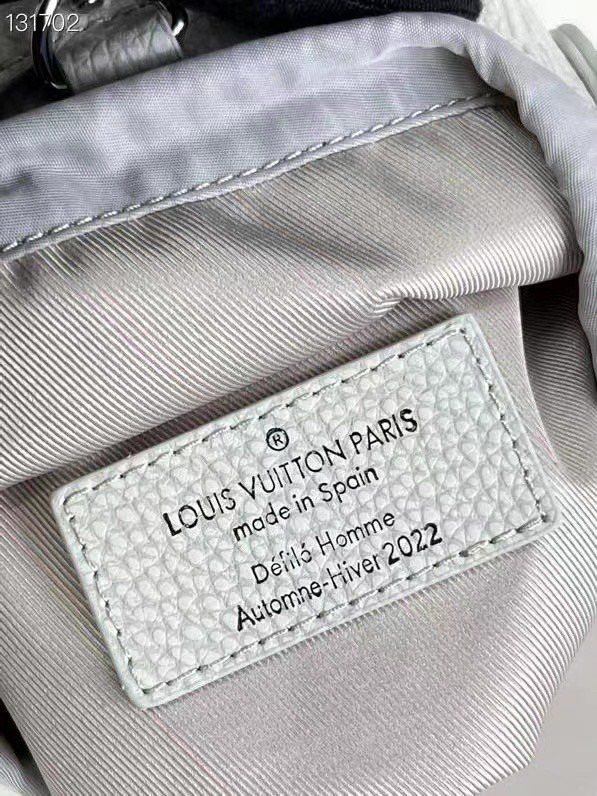 131702
®
LOUIS VUITTON PARIS
made in Spain
Défilé Homme
Automne-Hiver 2022